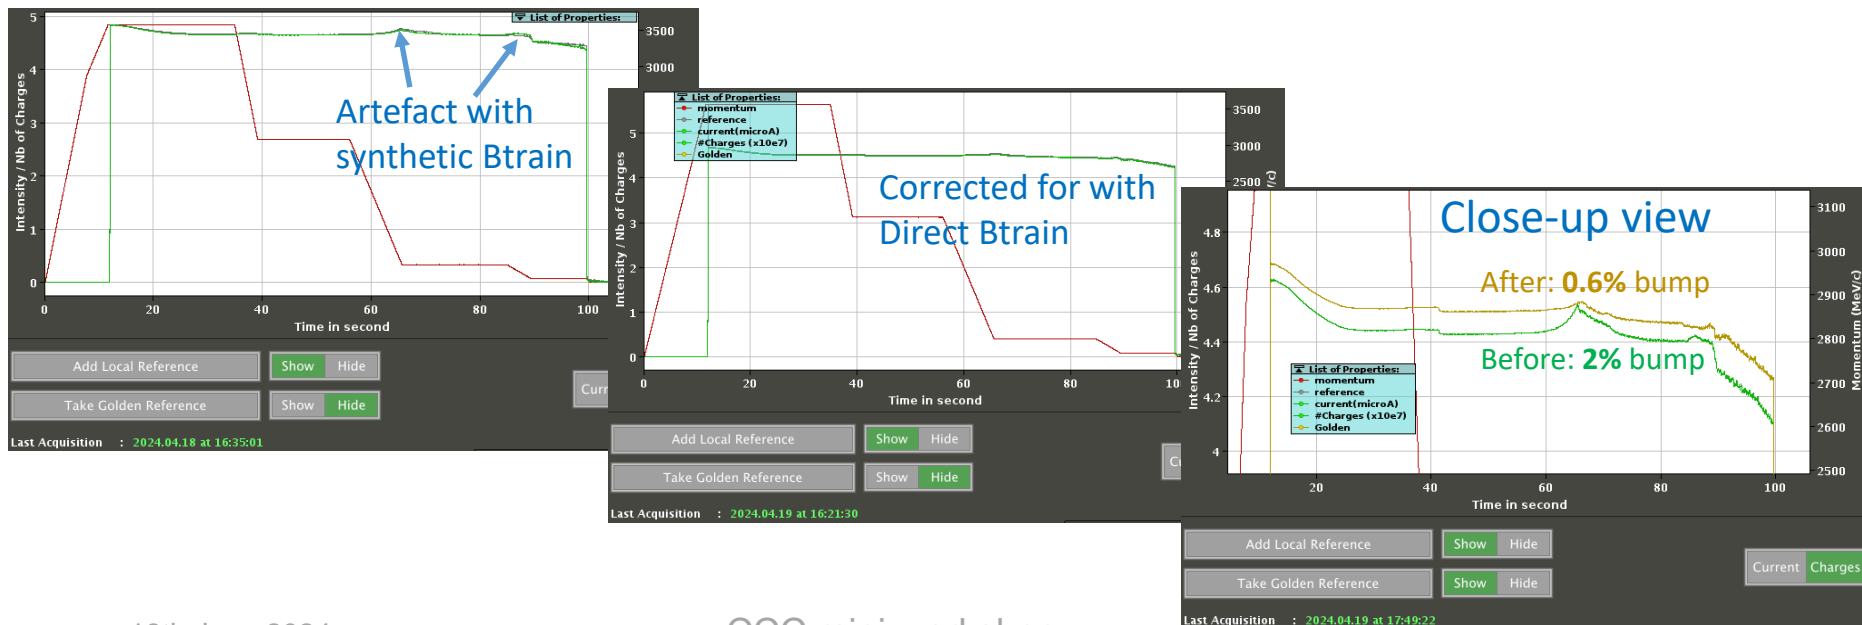 List of Properties:
5
4
3
2
1
0
3500
3000
Intensity / Nb of Charges
0
20
40
60
80
100
Time in second
Artefact with
synthetic Btrain
Add Local Reference
Show
Hide
Take Golden Reference
Show
Hide
Last Acquisition : 2024.04.18 at 16:35:01
List of Properties:
momentum
reference
current(microA)
#Charges (x10e7)
Golden
5
4
3
2
1
0
3500
3000
2500
Intensity / Nb of Charges
0
20
40
60
80
Time in second
Corrected for with
Direct Btrain
Add Local Reference
Show
Hide
Take Golden Reference
Show
Hide
Last Acquisition : 2024.04.19 at 16:21:30
Close-up view
After: 0.6% bump
Before: 2% bump
4.8
4.6
4.4
4.2
4
3100
3000
2900
2800
2700
2600
2500
Intensity / Nb of Charges
Momentum (MeV/c)
List of Properties:
momentum
reference
current(microA)
#Charges (x10e7)
Golden
20
40
60
80
100
Time in second
Add Local Reference
Show
Hide
Current
Charges
Take Golden Reference
Show
Hide
Last Acquisition : 2024.04.19 at 17:49:22